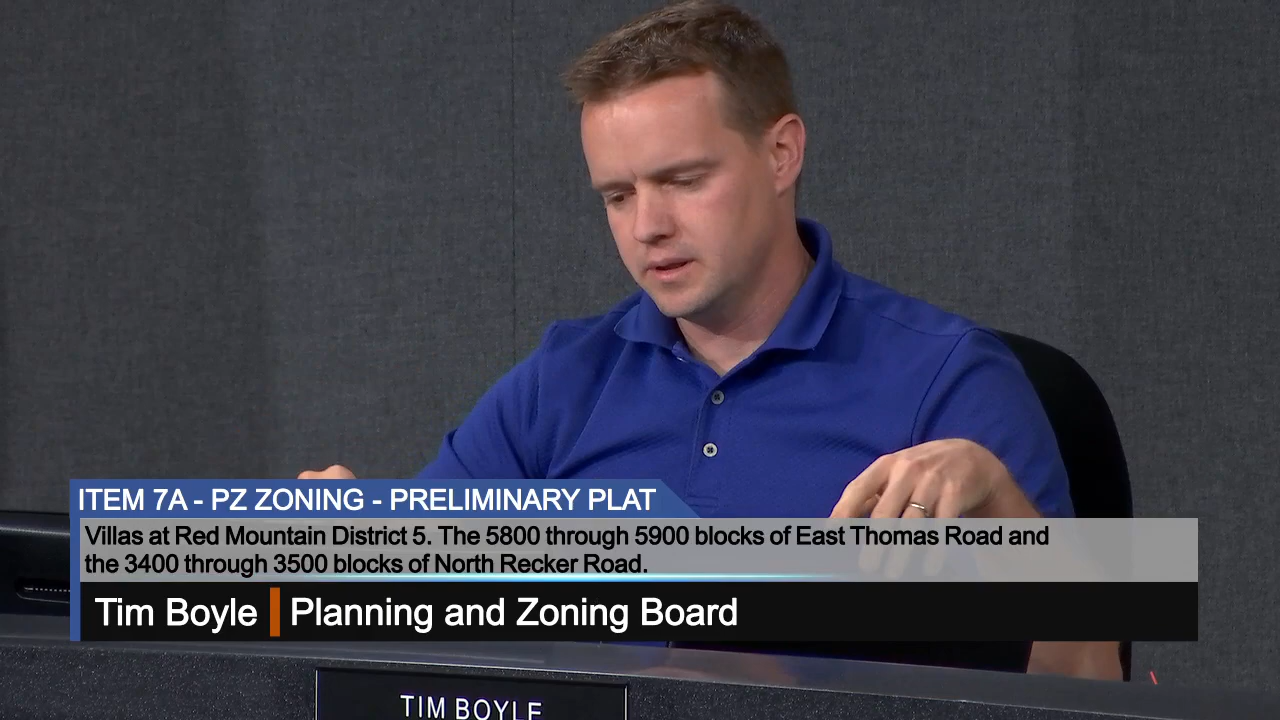 ITEM 7A - PZ ZONING - PRELIMINARY PLAT
Villas at Red Mountain District 5. The 5800 through 5900 blocks of East Thomas Road and
the 3400 through 3500 blocks of North Recker Road.
Tim Boyle Planning and Zoning Board
TIM BOYLE